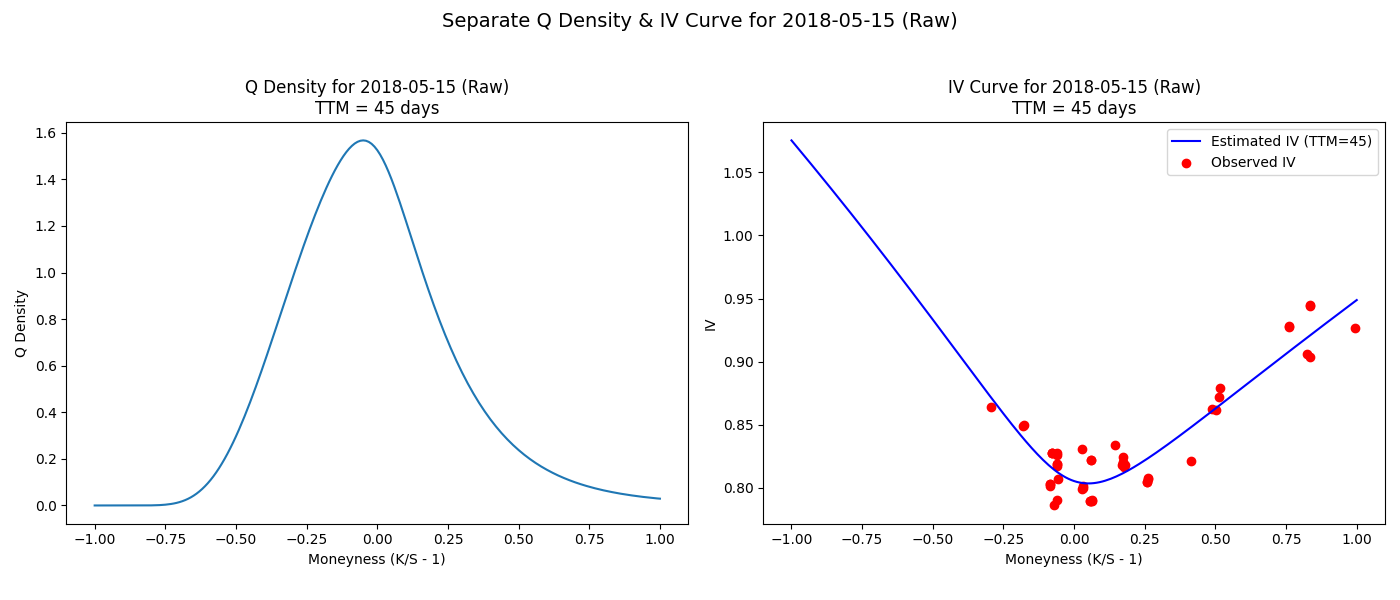 Separate Q Density & IV Curve for 2018-05-15 (Raw)
Q Density for 2018-05-15 (Raw)
TTM = 45 days
Q Density
1.6
1.4
1.2
1.0
0.8
0.6
0.4
0.2
0.0
−1.00 −0.75 −0.50 −0.25 0.00 0.25 0.50 0.75 1.00
Moneyness (K/S - 1)
IV Curve for 2018-05-15 (Raw)
TTM = 45 days
Estimated IV (TTM=45)
Observed IV
IV
1.05
1.00
0.95
0.90
0.85
0.80
−1.00 −0.75 −0.50 −0.25 0.00 0.25 0.50 0.75 1.00
Moneyness (K/S - 1)